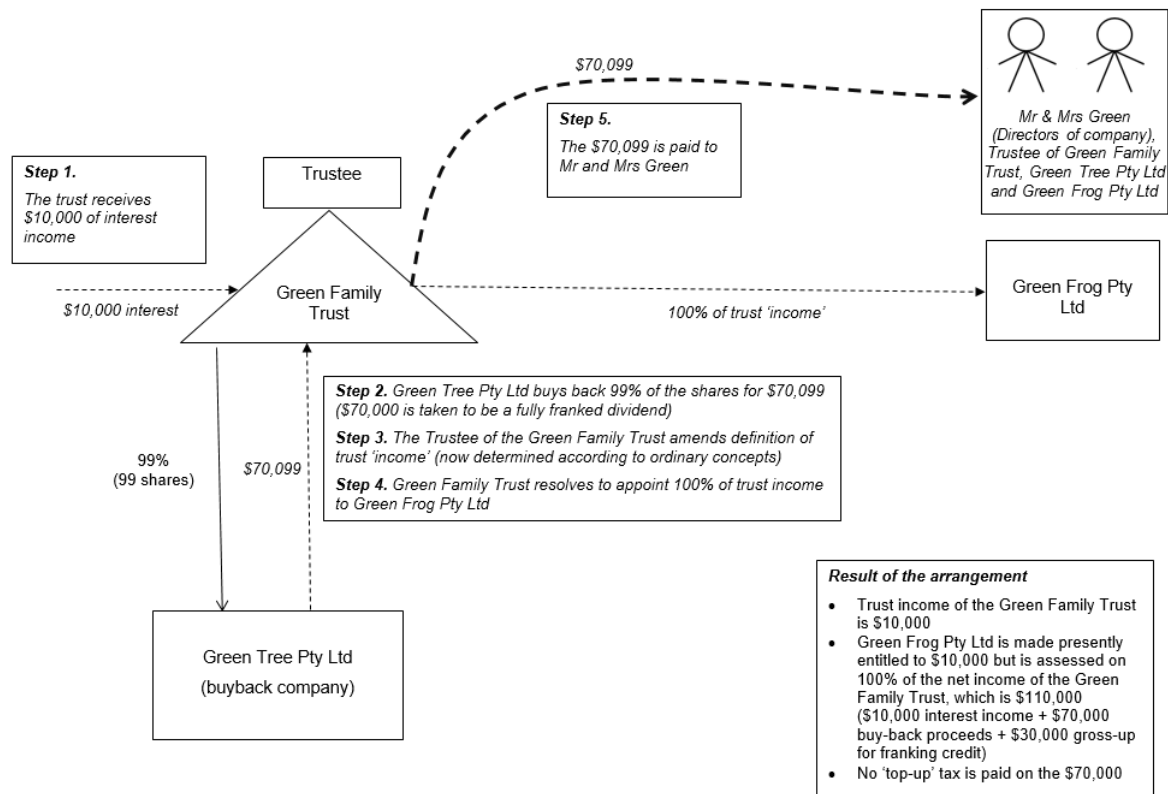 $70,099
Mr & Mrs Green
(Directors of company),
Trustee of Green Family
Trust, Green Tree Pty Ltd
and Green Frog Pty Ltd
Step 5.
The $70,099 is paid to
Mr and Mrs Green
Step 1.
The trust receives
$10,000 of interest
income
Trustee
Green Family
Trust
$10,000 interest
100% of trust ‘income’
Green Frog Pty
Ltd
Step 2. Green Tree Pty Ltd buys back 99% of the shares for $70,099
($70,000 is taken to be a fully franked dividend)
Step 3. The Trustee of the Green Family Trust amends definition of
trust ‘income’ (now determined according to ordinary concepts)
Step 4. Green Family Trust resolves to appoint 100% of trust income
to Green Frog Pty Ltd
99%
(99 shares)
$70,099
Green Tree Pty Ltd
(buyback company)
Result of the arrangement
• Trust income of the Green Family Trust
is $10,000
• Green Frog Pty Ltd is made presently
entitled to $10,000 but is assessed on
100% of the net income of the Green
Family Trust, which is $110,000
($10,000 interest income + $70,000
buy-back proceeds + $30,000 gross-up
for franking credit)
• No ‘top-up’ tax is paid on the $70,000